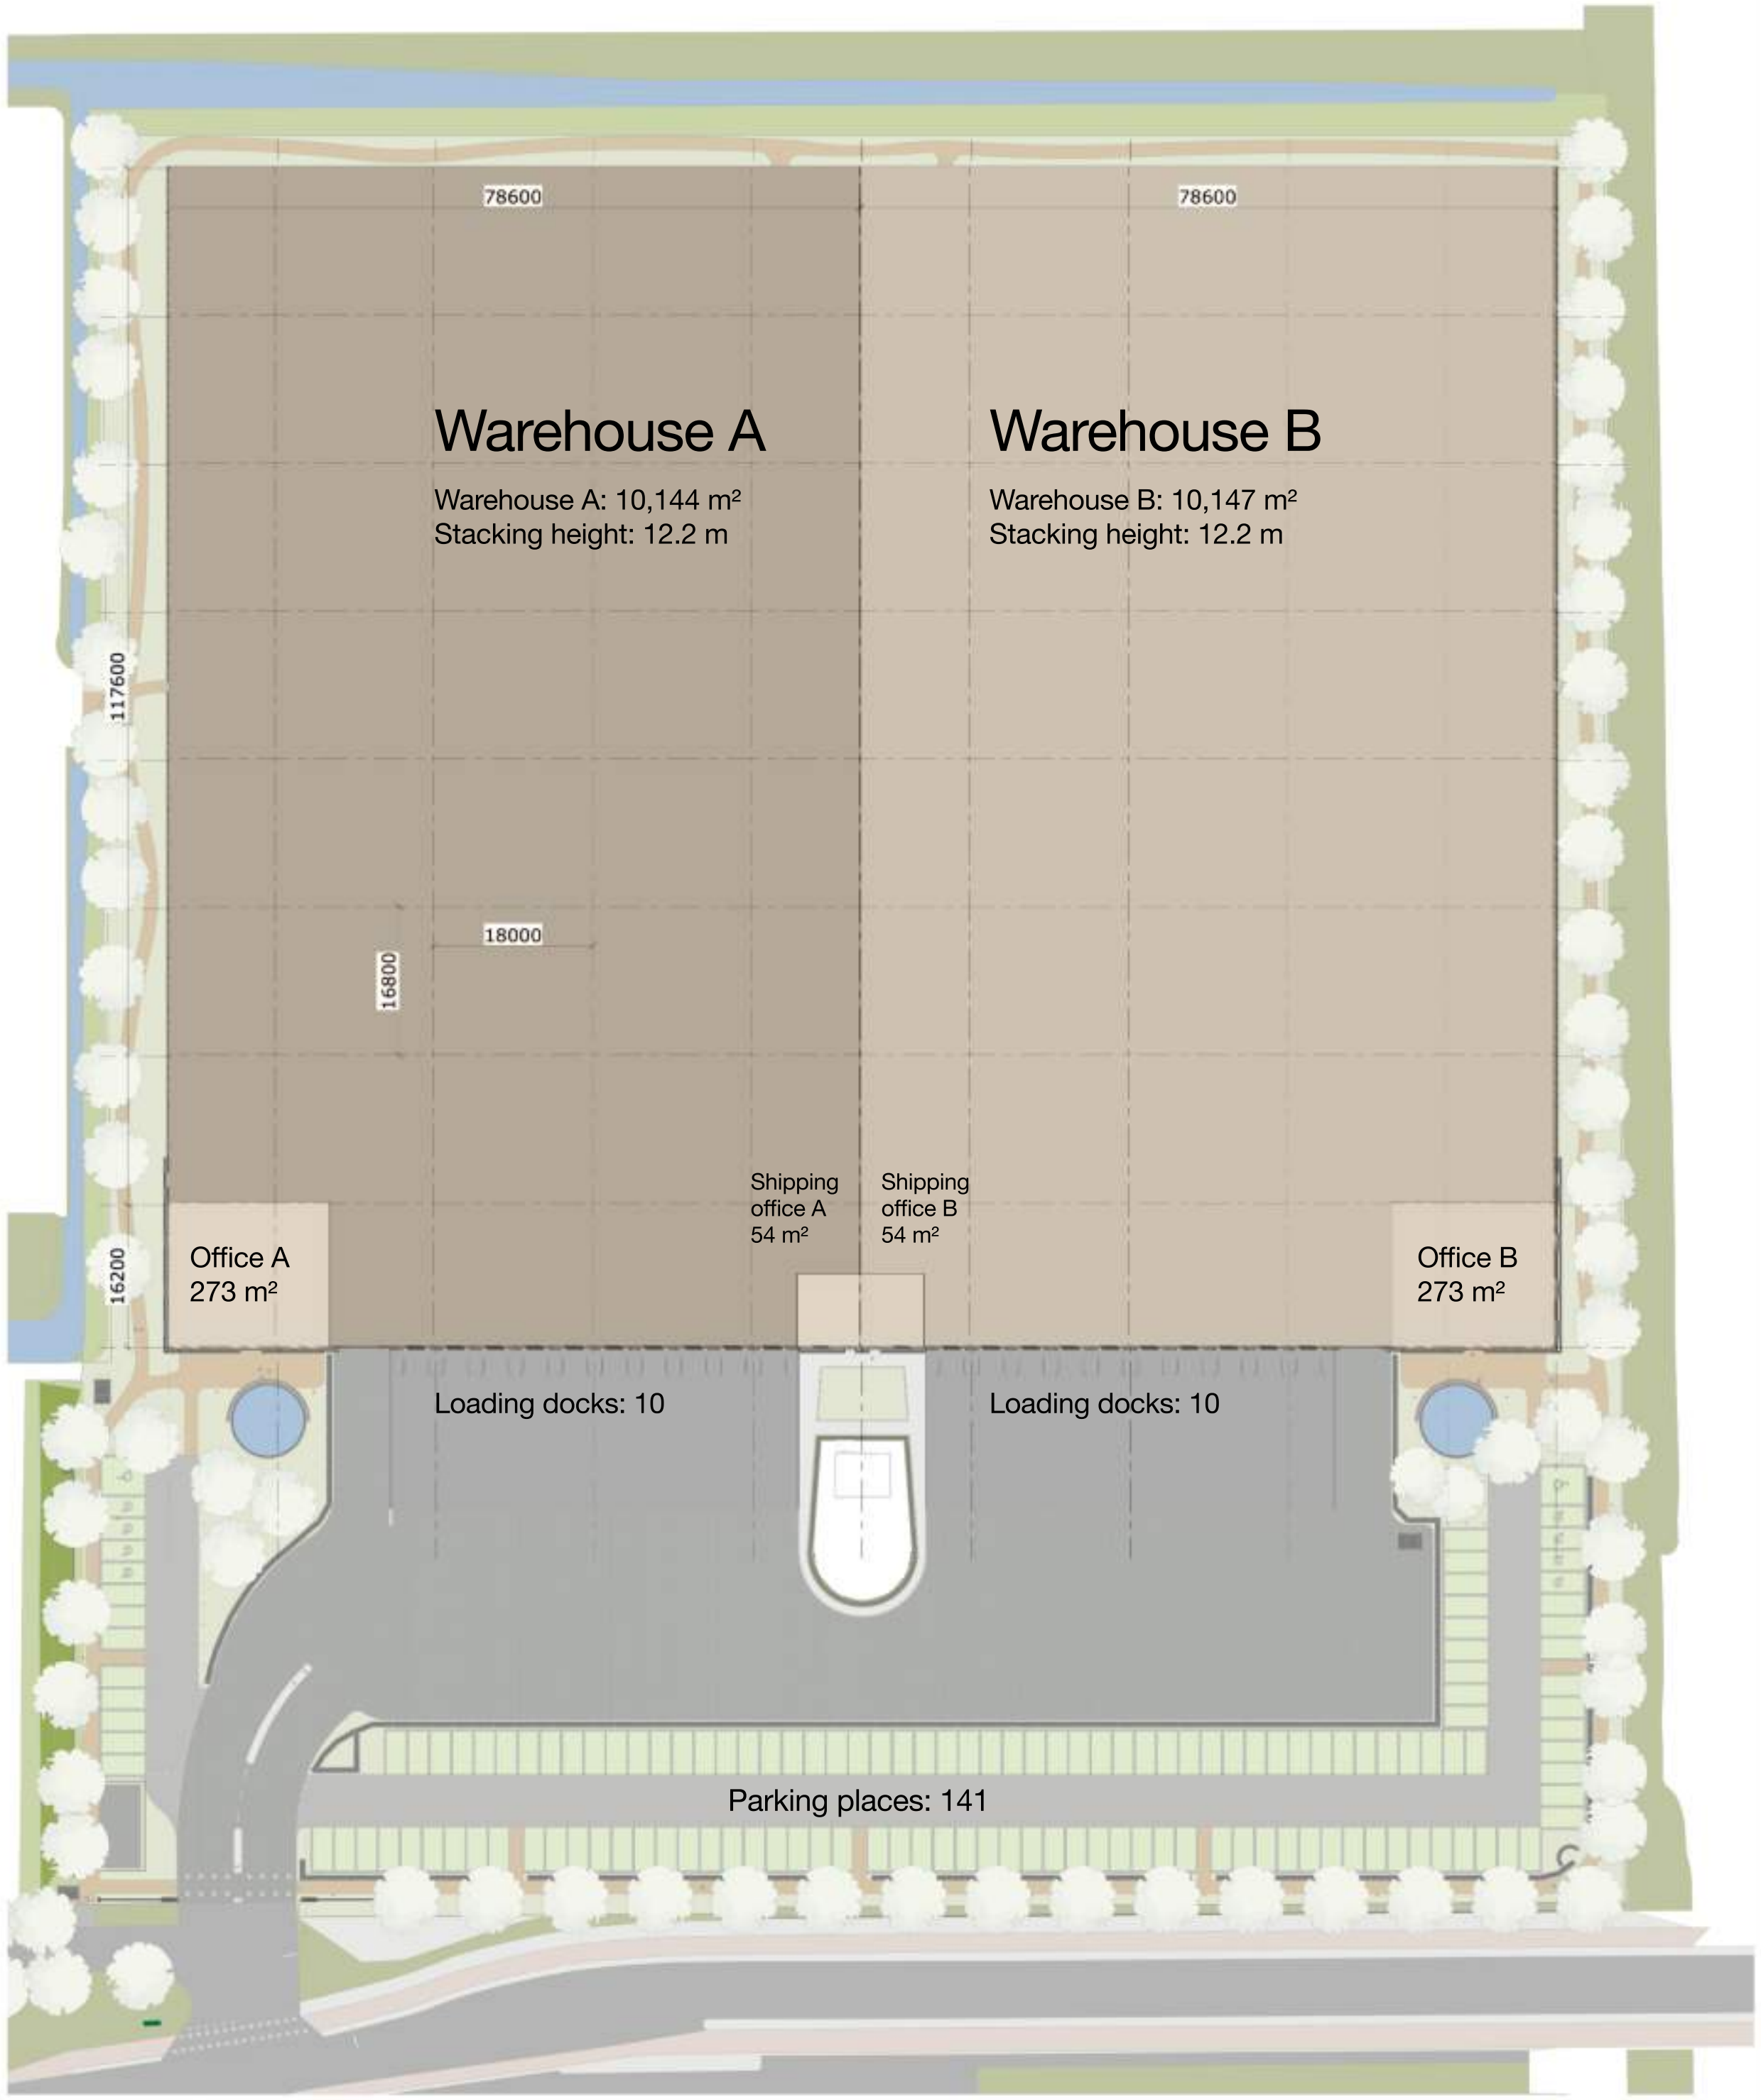 78600
78600
Warehouse A
Warehouse A: 10,144 m²
Stacking height: 12.2 m
Warehouse B
Warehouse B: 10,147 m²
Stacking height: 12.2 m
117600
18000
16800
Shipping
office A
54 m²
Shipping
office B
54 m²
Office A
273 m²
16200
Office B
273 m²
Loading docks: 10
Loading docks: 10
Parking places: 141